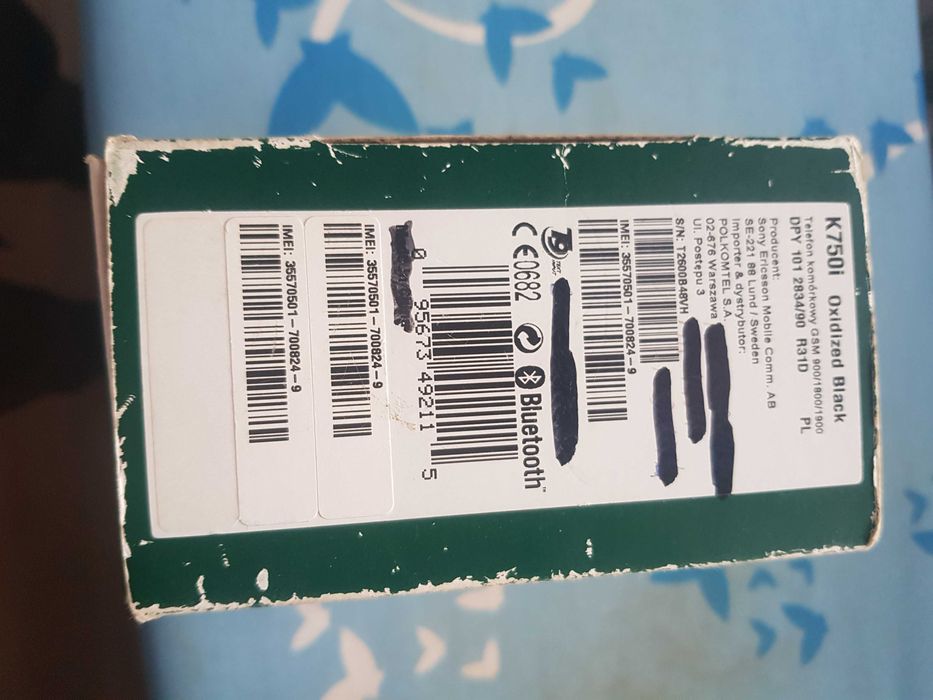 K750i Oxidized Black
Telefon komórkowy GSM 900/1800/1900
DPY 101 2834/90 R31D PL
Producent:
Sony Ericsson Mobile Comm. AB
SE-221 88 Lund / Sweden
Importer & dystrybutor:
POLKOMTEL S.A.
02-676 Warszawa
Ul. Postępu 3
S/N: T2600B48VH
IMEI: 35570501-700824-9
T9
CE0682 Bluetooth™
0 95673 49211 5
IMEI: 35570501-700824-9
IMEI: 35570501-700824-9